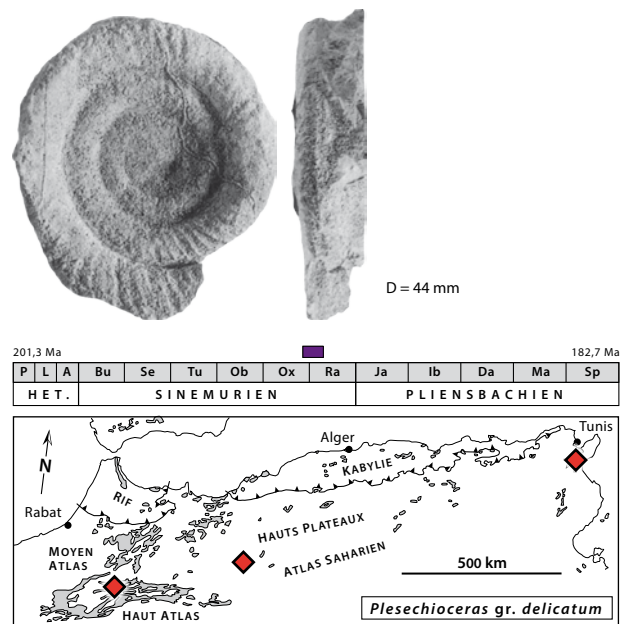 D = 44 mm
201,3 Ma 182,7 Ma
P L A Bu Se Tu Ob Ox Ra Ja Ib Da Ma Sp
HET. SINEMURIEN PLIENSBACHIEN
Tunis
Alger
N
KABYLIE
RIF
Rabat
HAUTS PLATEAUX
MOYEN
ATLAS
ATLAS SAHARIEN
500 km
HAUT ATLAS
Plesechioceras gr. delicatum